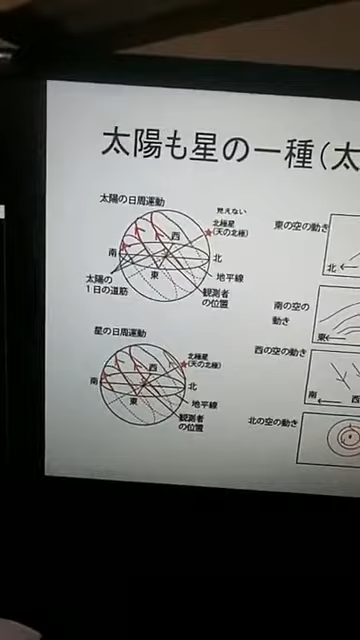 太陽も星の一種(太
太陽の日周運動
見えない
北極星
(天の北極)
西
南
北
東
地平線
太陽の
1日の道筋
観測者
の位置
星の日周運動
北極星
(天の北極)
西
南
北
東
地平線
観測者
の位置
東の空の動き
北←
南の空の
動き
東←
西の空の動き
南← 西
北の空の動き